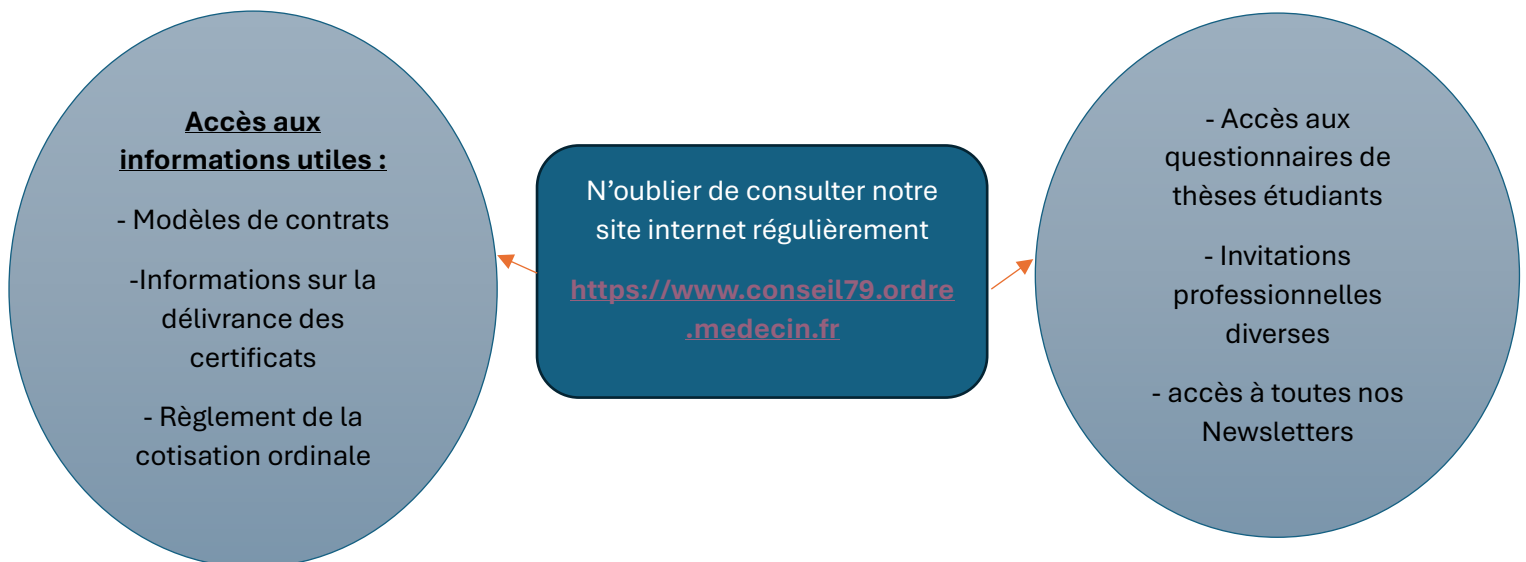 Accès aux
informations utiles :
- Modèles de contrats
-Informations sur la
délivrance des
certificats
- Règlement de la
cotisation ordinale
N’oublier de consulter notre
site internet régulièrement
https://www.conseil79.ordre
.medecin.fr
- Accès aux
questionnaires de
thèses étudiants
- Invitations
professionnelles
diverses
- accès à toutes nos
Newsletters